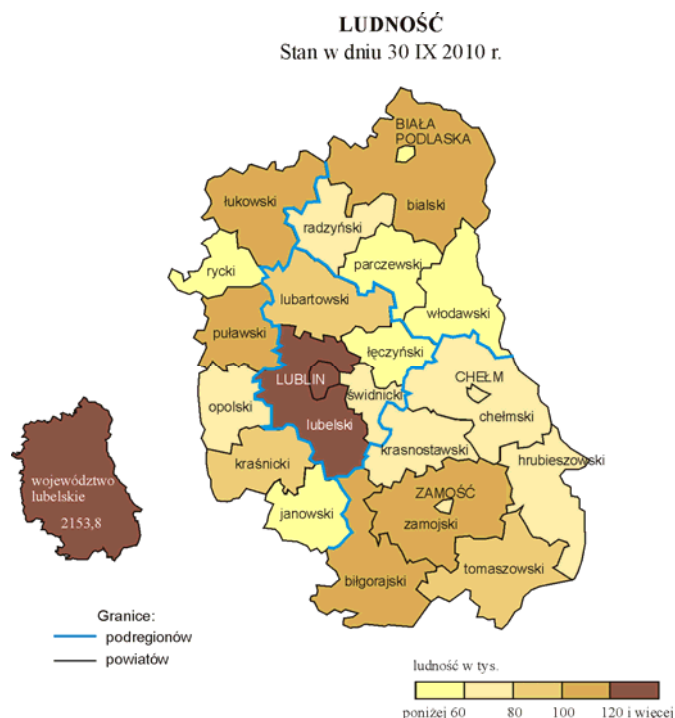 LUDNOŚĆ
Stan w dniu 30 IX 2010 r.
BIAŁA
PODLASKA
bialski
łukowski
radzyński
parczewski
rycki
lubartowski
włodawski
puławski
łęczyński
LUBLIN
świdnicki
CHEŁM
opolski
lubelski
chełmski
kraśnicki
krasnostawski
hrubieszowski
województwo
lubelskie
2153,8
janowski
ZAMOŚĆ
zamojski
biłgorajski
tomaszowski
Granice:
podregionów
powiatów
ludność w tys.
poniżej 60 80 100 120 i więcej